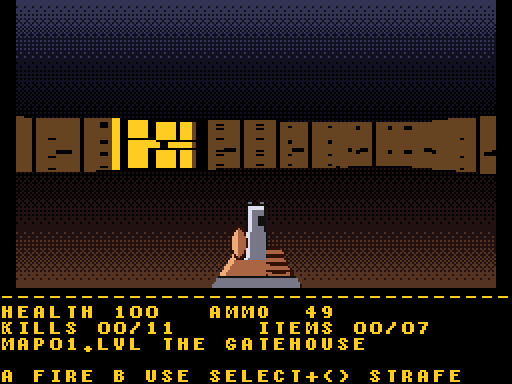 HEALTH 100 AMMO 49
KILLS 00/11 ITEMS 00/07
MAP01.LVL THE GATEHOUSE
A FIRE B USE SELECT+<> STRAFE